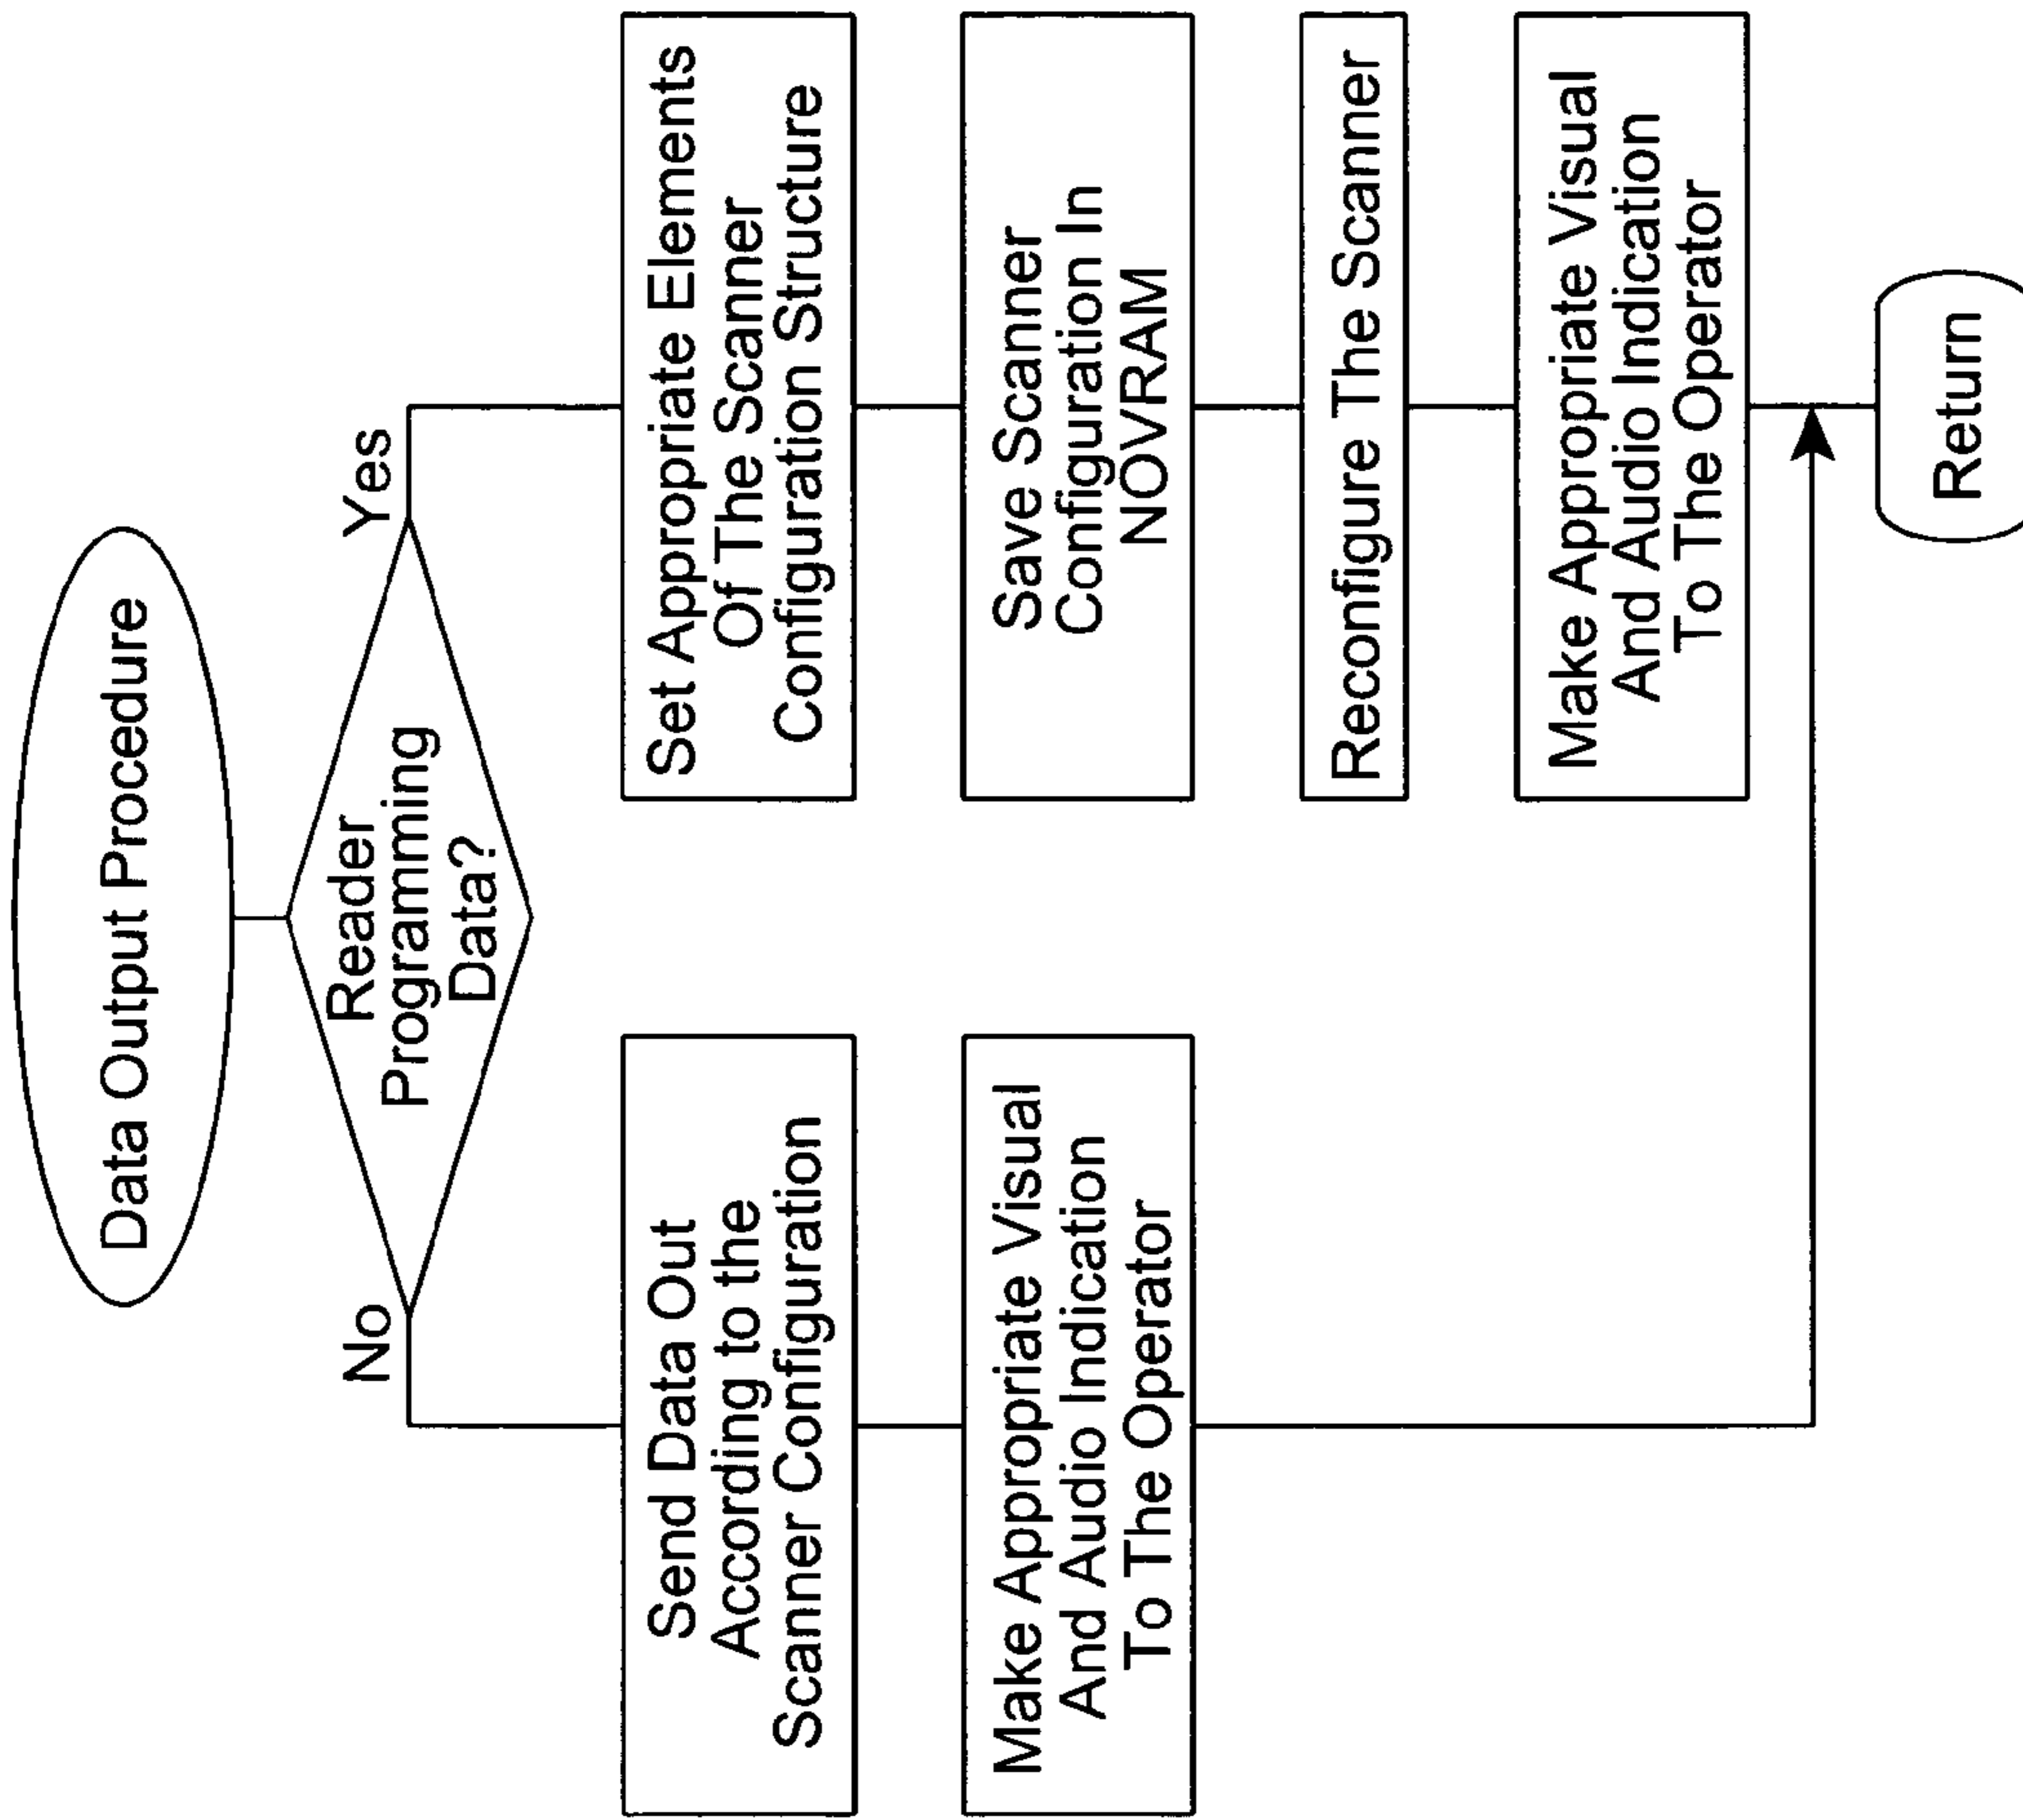 Data Output Procedure
Reader
Programming
Data?
No
Yes
Send Data Out
According to the
Scanner Configuration
Make Appropriate Visual
And Audio Indication
To The Operator
Set Appropriate Elements
Of The Scanner
Configuration Structure
Save Scanner
Configuration In
NOVRAM
Reconfigure The Scanner
Make Appropriate Visual
And Audio Indication
To The Operator
Return